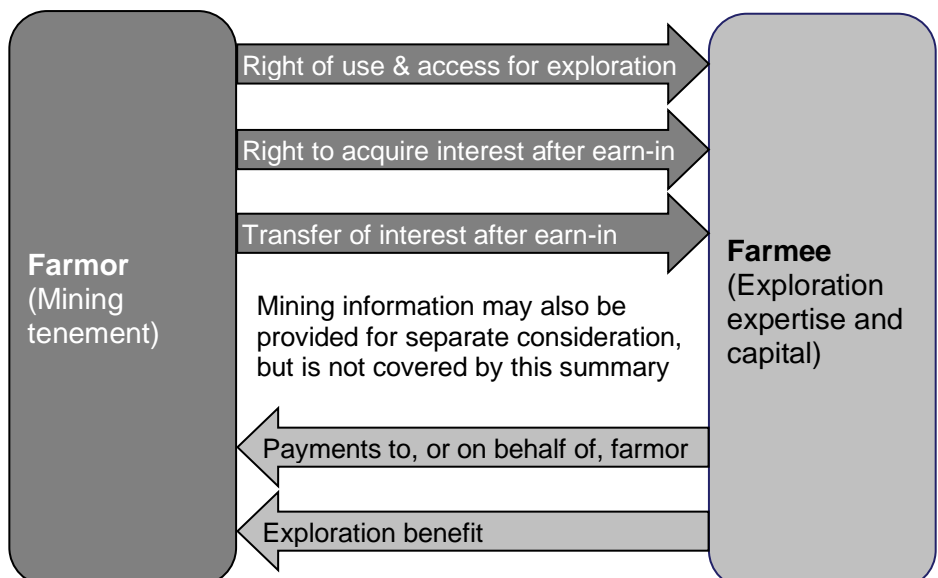 Right of use & access for exploration
Right to acquire interest after earn-in
Transfer of interest after earn-in
Farmor
(Mining
tenement)
Mining information may also be
provided for separate consideration,
but is not covered by this summary
Farmee
(Exploration
expertise and
capital)
Payments to, or on behalf of, farmor
Exploration benefit